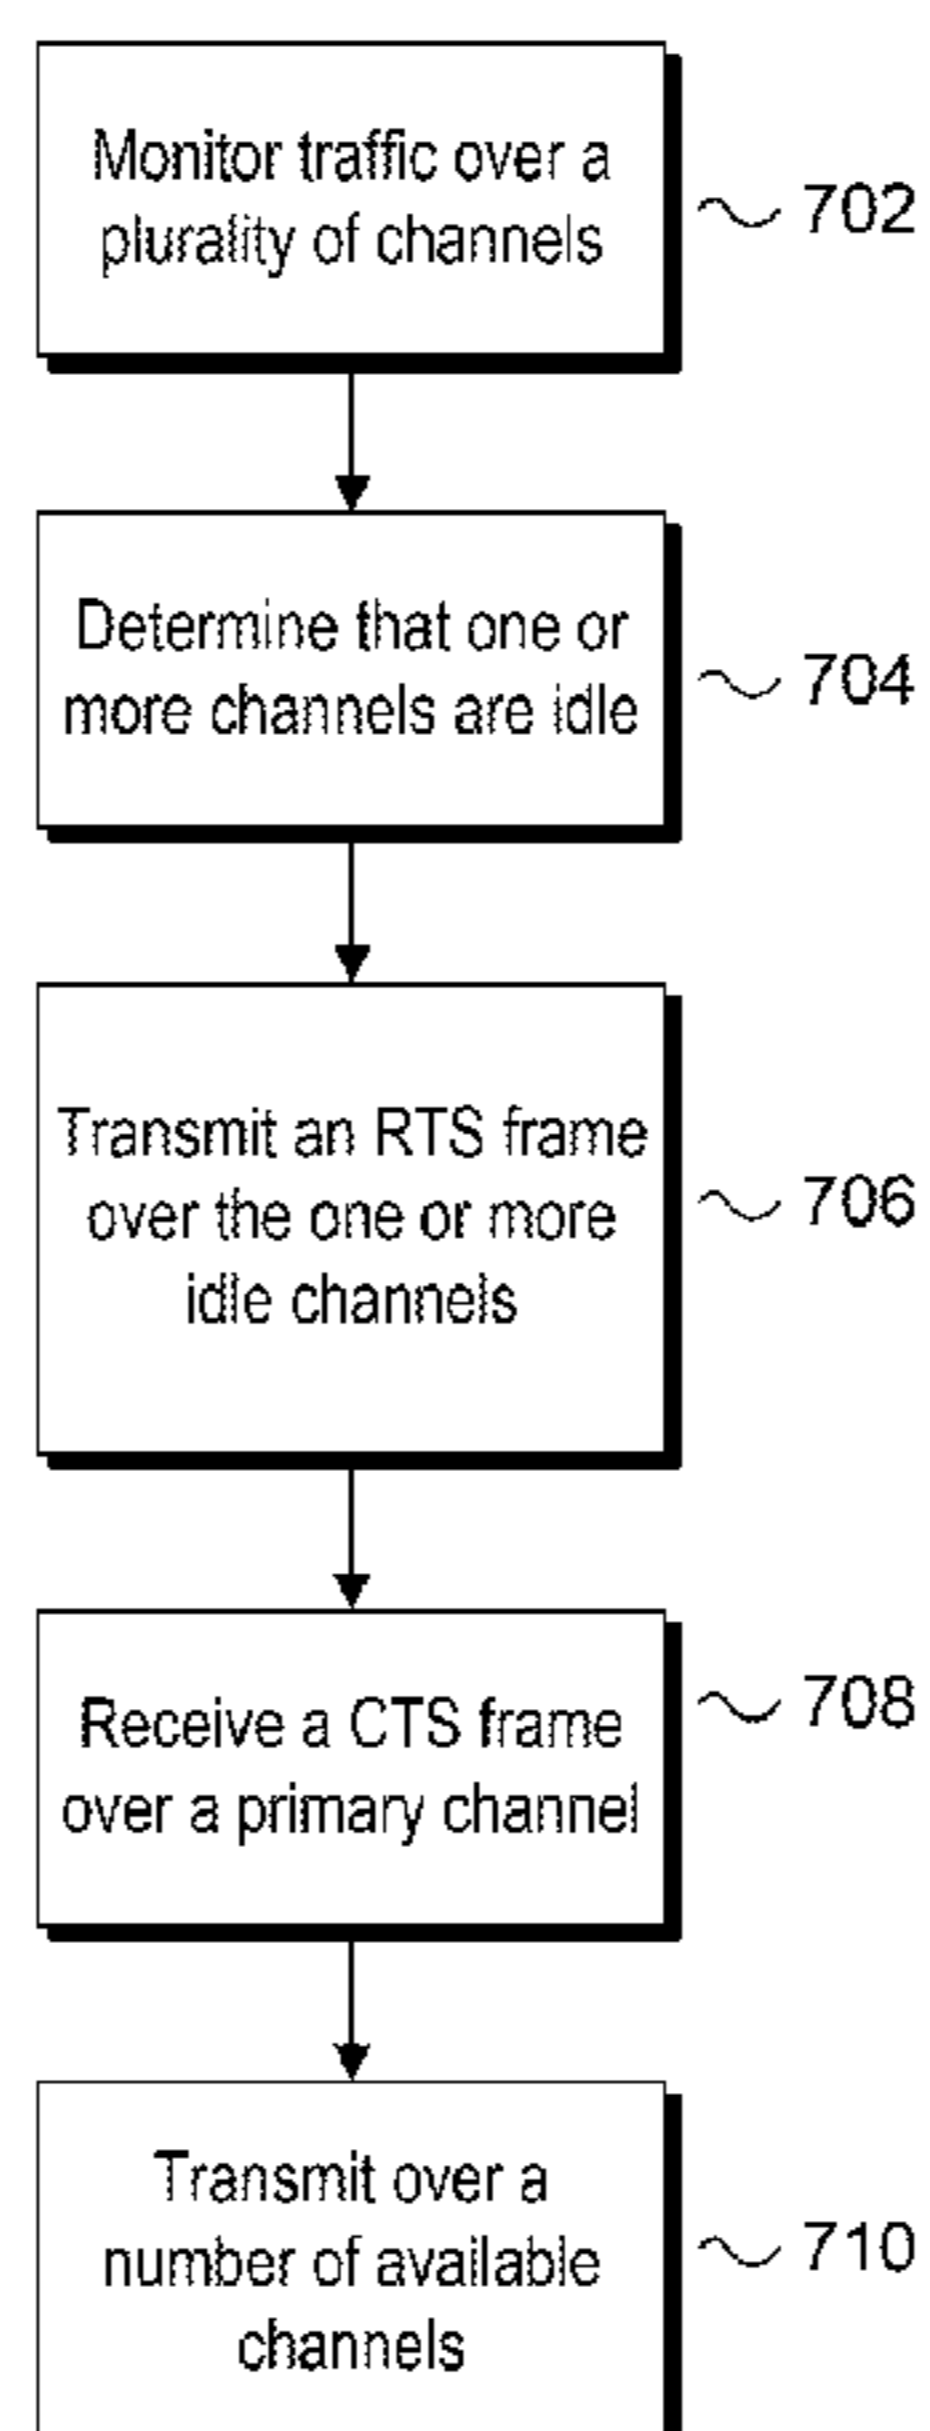 Monitor traffic over a
plurality of channels
702
Determine that one or
more channels are idle
704
Transmit an RTS frame
over the one or more
idle channels
706
Receive a CTS frame
over a primary channel
708
Transmit over a
number of available
channels
710